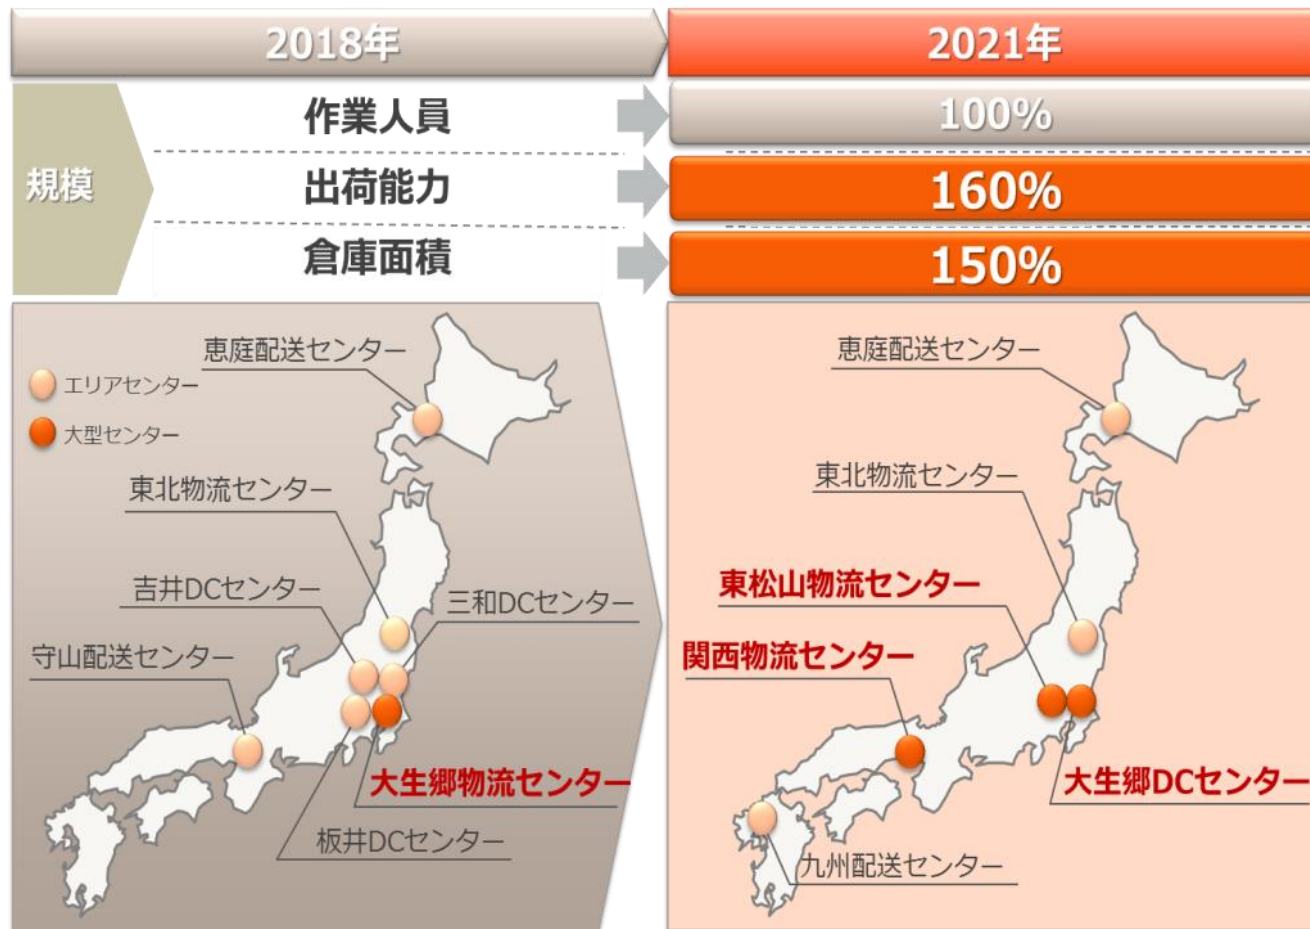 2018年
2021年
規模
作業人員
100%
出荷能力
160%
倉庫面積
150%
恵庭配送センター
エリアセンター
大型センター
東北物流センター
吉井DCセンター
三和DCセンター
守山配送センター
大生郷物流センター
板井DCセンター
恵庭配送センター
東北物流センター
東松山物流センター
関西物流センター
大生郷DCセンター
九州配送センター